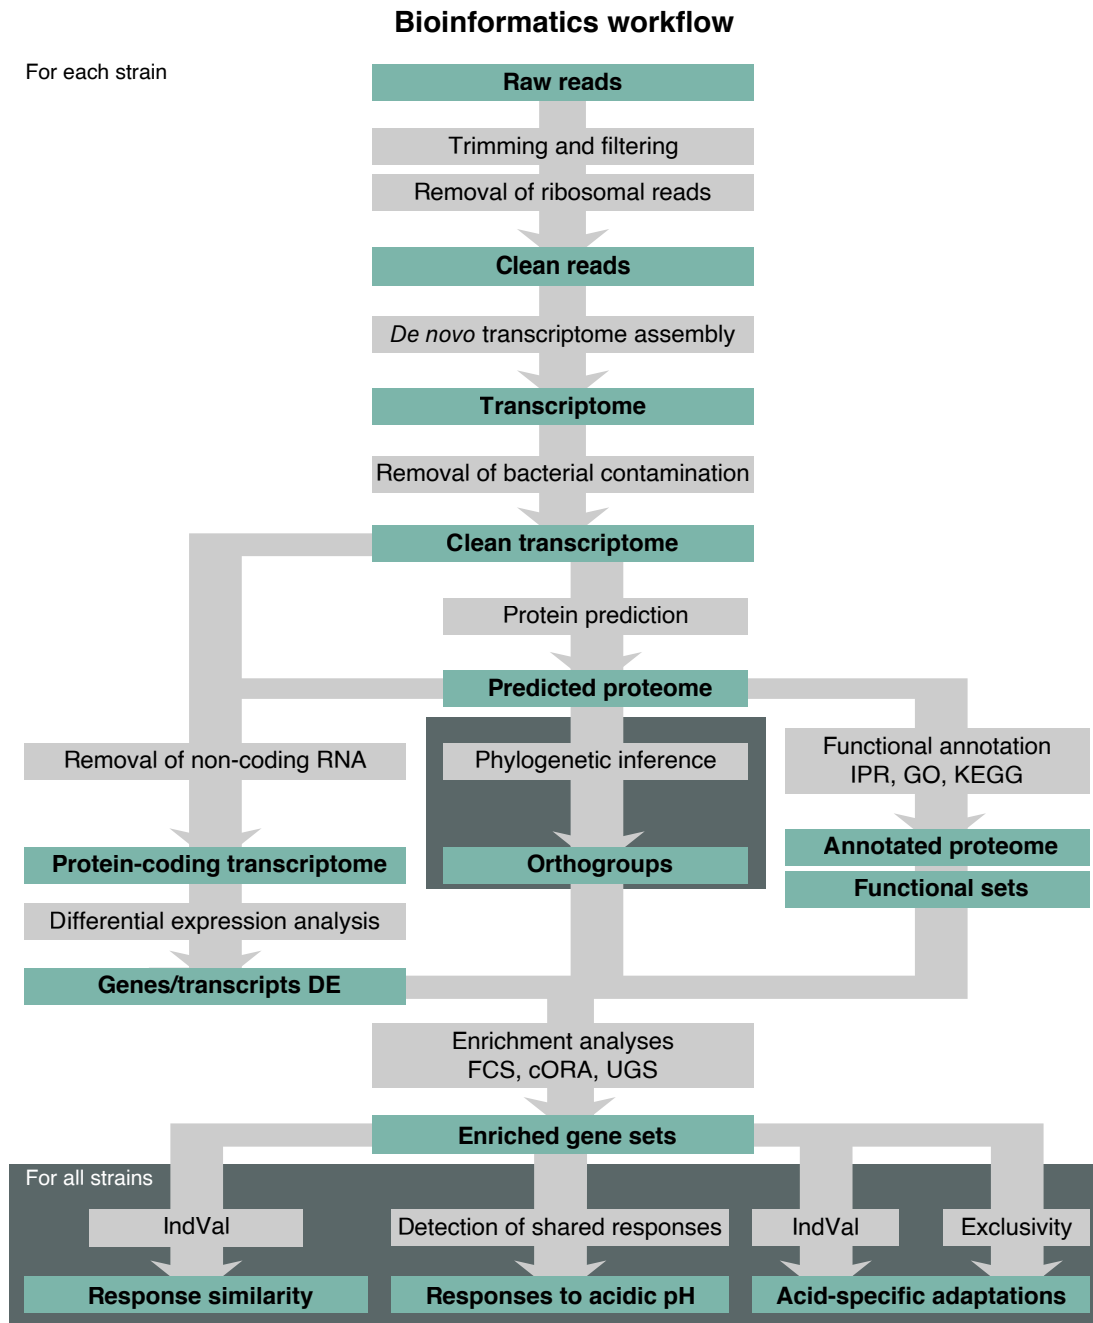 Bioinformatics workflow
For each strain
Raw reads
Trimming and filtering
Removal of ribosomal reads
Clean reads
De novo transcriptome assembly
Transcriptome
Removal of bacterial contamination
Clean transcriptome
Protein prediction
Predicted proteome
Removal of non-coding RNA
Phylogenetic inference
Functional annotation
IPR, GO, KEGG
Protein-coding transcriptome
Orthogroups
Annotated proteome
Functional sets
Differential expression analysis
Genes/transcripts DE
Enrichment analyses
FCS, cORA, UGS
Enriched gene sets
For all strains
IndVal
Detection of shared responses
IndVal
Exclusivity
Response similarity
Responses to acidic pH
Acid-specific adaptations